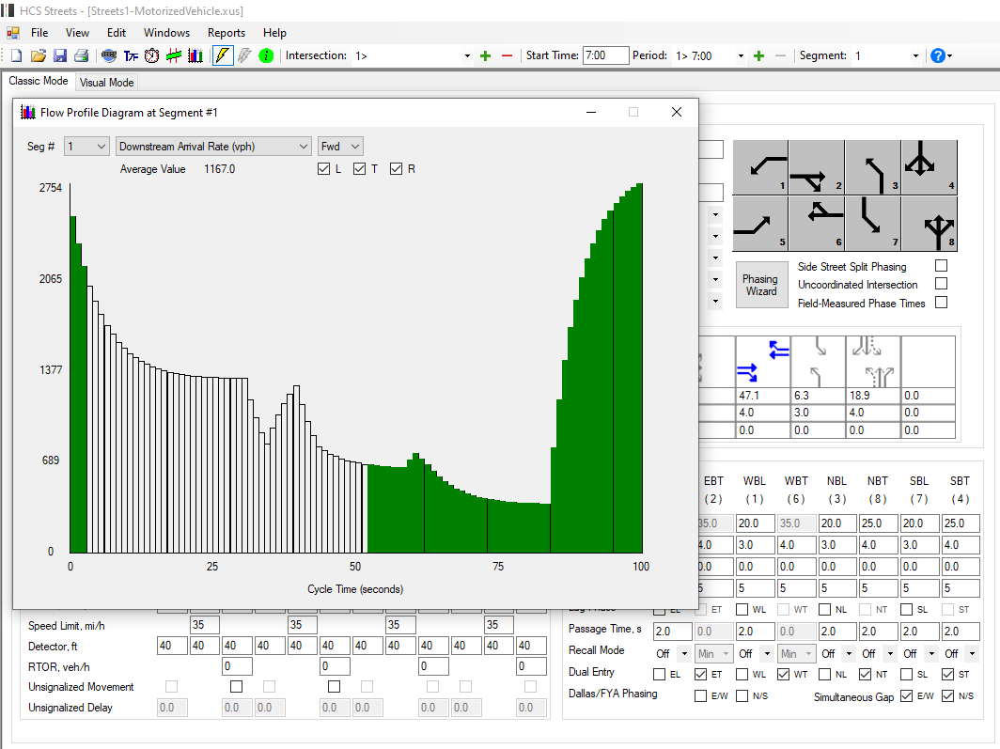 HCS Streets - [Streets1-MotorizedVehicle.xus]
File View Edit Windows Reports Help
Intersection: 1> Start Time: 7:00 Period: 1> 7:00 Segment: 1
Classic Mode Visual Mode
Flow Profile Diagram at Segment #1
Seg # 1 Downstream Arrival Rate (vph) Fwd
Average Value 1167.0 L T R
2754
2065
1377
689
0
0 25 50 75 100
Cycle Time (seconds)
1 2 3 4
5 6 7 8
Phasing Wizard
Side Street Split Phasing
Uncoordinated Intersection
Field-Measured Phase Times
47.1 6.3 18.9 0.0
4.0 3.0 4.0 0.0
0.0 0.0 0.0 0.0
EBT WBL WBT NBL NBT SBL SBT
(2) (1) (6) (3) (8) (7) (4)
35.0 20.0 35.0 20.0 25.0 20.0 25.0
4.0 3.0 4.0 3.0 4.0 3.0 4.0
0.0 0.0 0.0 0.0 0.0 0.0 0.0
5 5 5 5 5 5 5
Lag Phase EL ET WL WT NL NT SL ST
Speed Limit, mi/h 35 35 35 35
Passage Time, s 2.0 0.0 2.0 0.0 2.0 2.0 2.0 2.0
Detector, ft 40 40 40 40 40 40 40 40 40 40 40 40
Recall Mode Off Min Off Min Off Off Off Off
RTOR, veh/h 0 0 0 0
Dual Entry EL ET WL WT NL NT SL ST
Unsignalized Movement
Dallas/FYA Phasing E/W N/S Simultaneous Gap E/W N/S
Unsignalized Delay 0.0 0.0 0.0 0.0 0.0 0.0 0.0 0.0